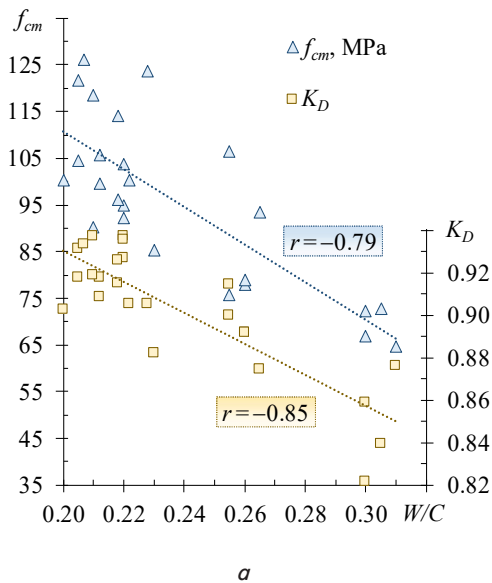 f_cm
125
115
105
95
85
75
65
55
45
35
f_cm, MPa
K_D
r = –0.79
r = –0.85
K_D
0.92
0.90
0.88
0.86
0.84
0.82
0.20 0.22 0.24 0.26 0.28 0.30 W/C
a